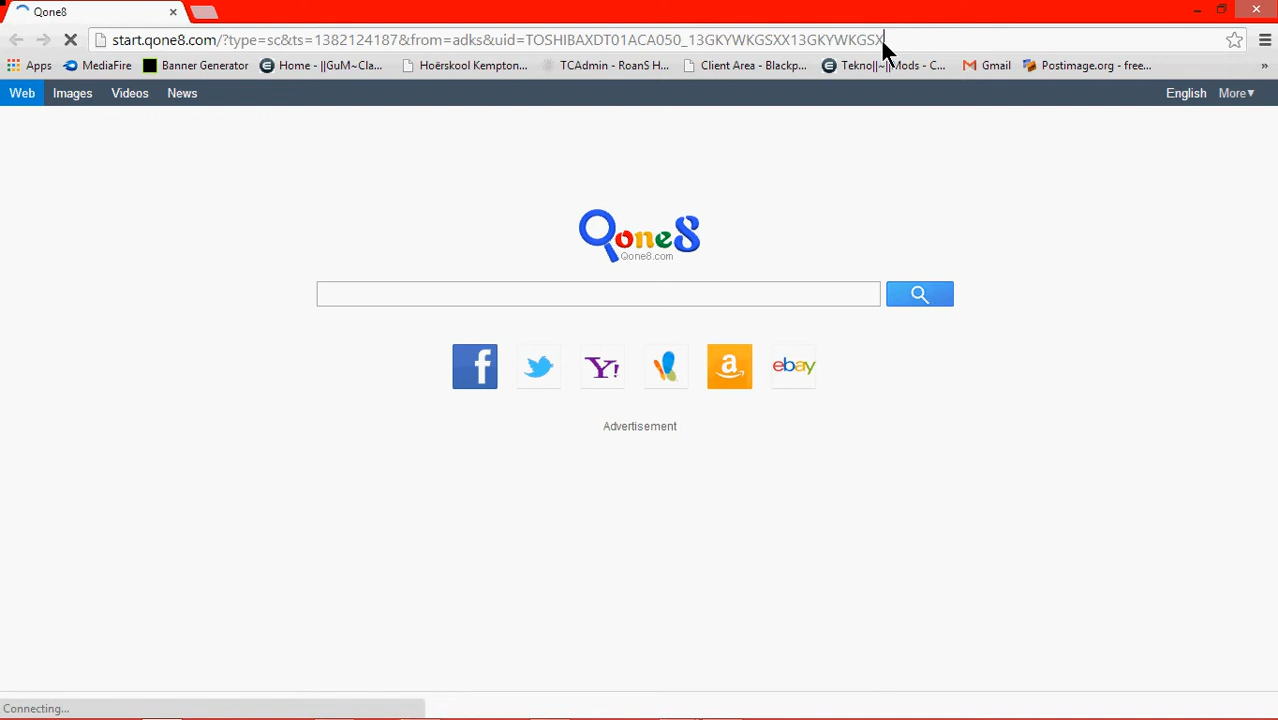 Qone8
start.qone8.com/?type=sc&ts=1382124187&from=adks&uid=TOSHIBAXDT01ACA050_13GKYWKGSXX13GKYWKGSX
Apps MediaFire Banner Generator Home - ||GuM~Cla... Hoërskool Kempton... TCAdmin - RoanS H... Client Area - Blackp... Tekno||~||Mods - C... Gmail Postimage.org - free... »
Web Images Videos News English More▾
Qone8
Qone8.com
f Y! a ebay
Advertisement
Connecting...